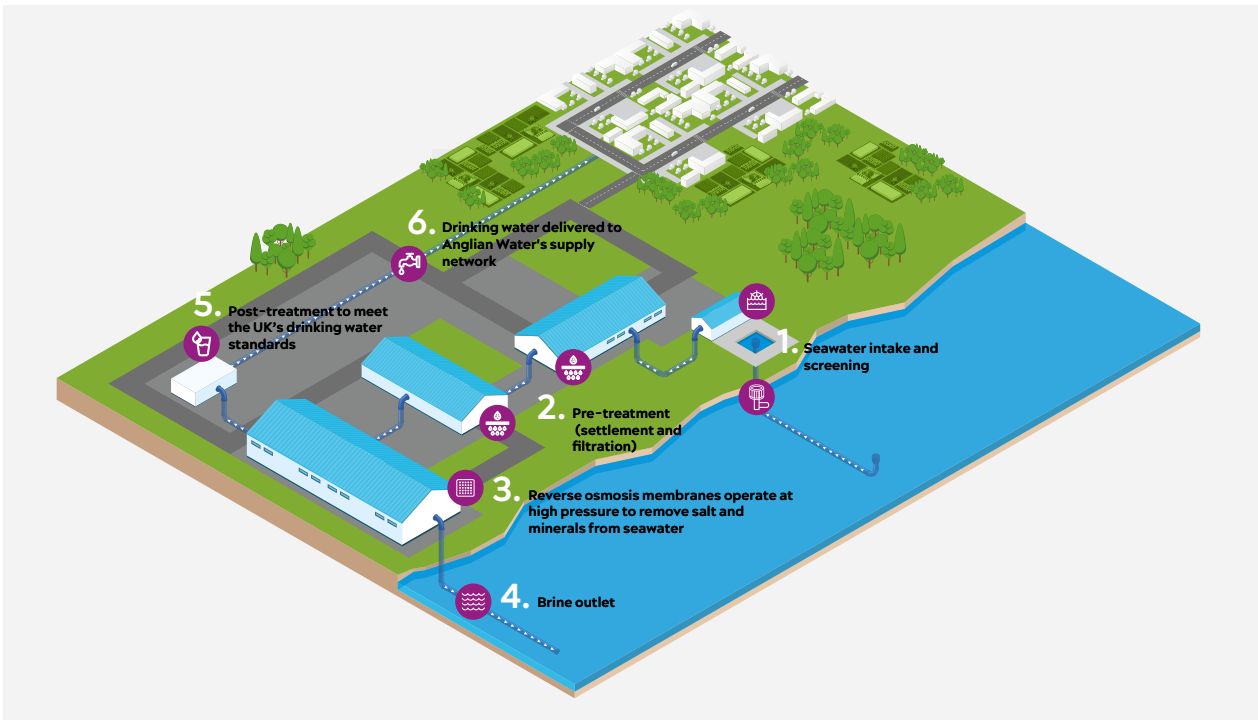 1. Seawater intake and
screening
2. Pre-treatment
(settlement and
filtration)
3. Reverse osmosis membranes operate at
high pressure to remove salt and
minerals from seawater
4. Brine outlet
5. Post-treatment to meet
the UK's drinking water
standards
6. Drinking water delivered to
Anglian Water's supply
network